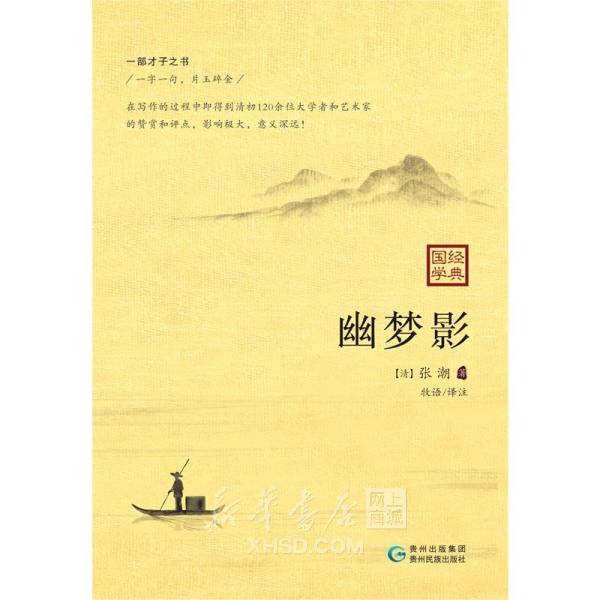 一部才子之书
/一字一句，片玉碎金/
在写作的过程中即得到清初120余位大学者和艺术家
的赞赏和评点，影响极大，意义深远！
国学经典
幽梦影
【清】张潮 著
牧语/译注
新华书店
网上商城
XHSD.COM
贵州出版集团
贵州民族出版社